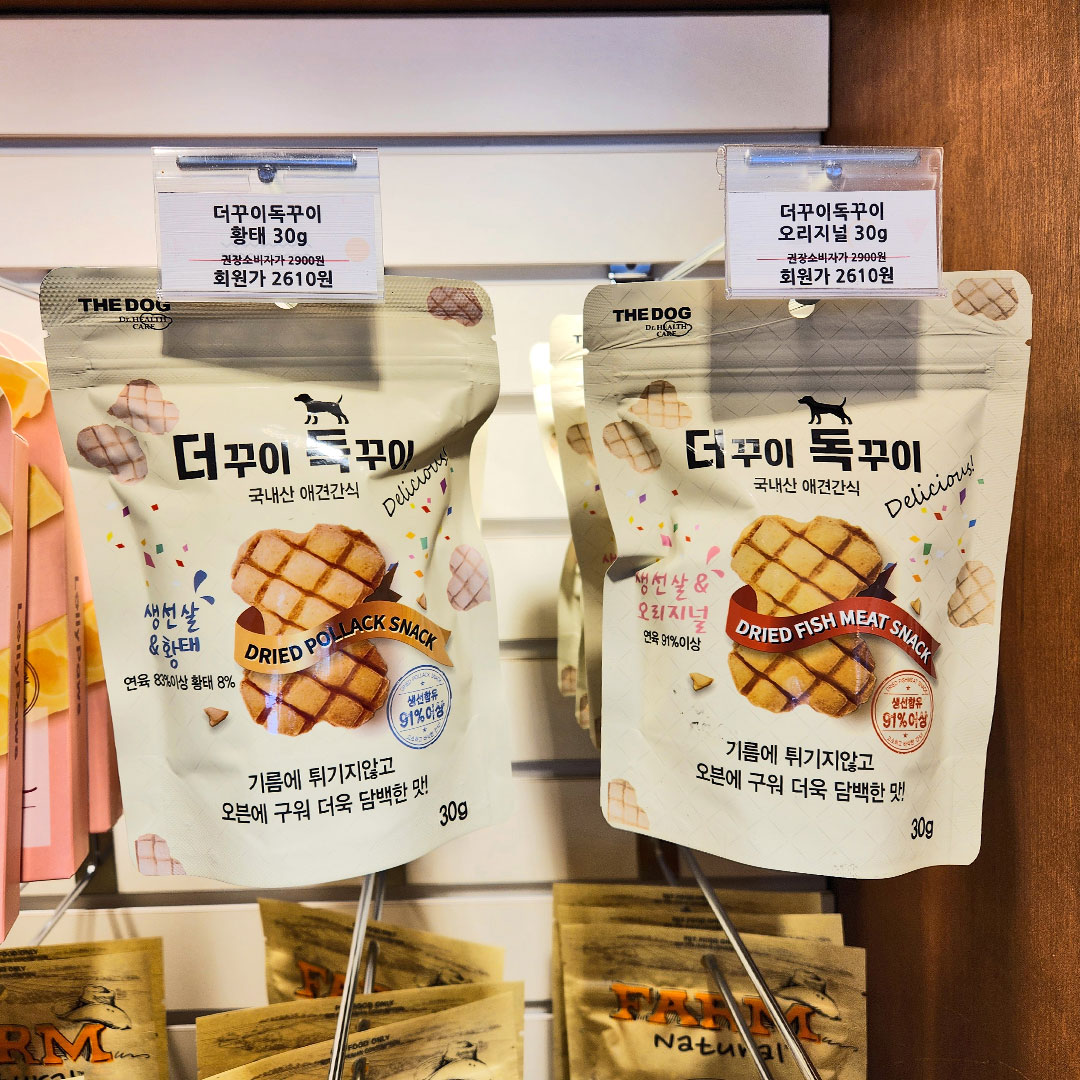 더꾸이독꾸이
황태 30g
권장소비자가 2900원
회원가 2610원
THE DOG
Dr. HEALTH
CARE
더꾸이 독꾸이
국내산 애견간식
Delicious!
생선살
&황태
연육 83%이상 황태 8%
DRIED POLLACK SNACK
생선함유
91%이상
기름에 튀기지않고
오븐에 구워 더욱 담백한 맛!
30g
더꾸이독꾸이
오리지널 30g
권장소비자가 2900원
회원가 2610원
THE DOG
Dr. HEALTH
CARE
더꾸이 독꾸이
국내산 애견간식
Delicious!
생선살 &
오리지널
연육 91%이상
DRIED FISH MEAT SNACK
생선함유
91%이상
기름에 튀기지않고
오븐에 구워 더욱 담백한 맛!
30g
FARM
Natural